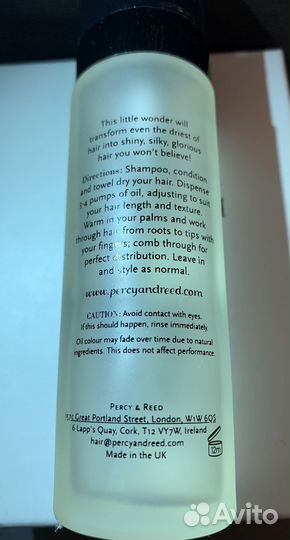 This little wonder will
transform even the driest of
hair into shiny, silky, glorious
hair you won't believe!
Directions: Shampoo, condition
and towel dry your hair. Dispense
3-4 pumps of oil, adjusting to suit
your hair length and texture.
Warm in your palms and work
through hair from roots to tips with
your fingers; comb through for
perfect distribution. Leave in
and style as normal.
www.percyandreed.com
CAUTION: Avoid contact with eyes.
If this should happen, rinse immediately.
Oil colour may fade over time due to natural
ingredients. This does not affect performance.
PERCY & REED
157c Great Portland Street, London, W1W 6QS
6 Lapp's Quay, Cork, T12 VY7W, Ireland
hair@percyandreed.com
Made in the UK
12m
Avito